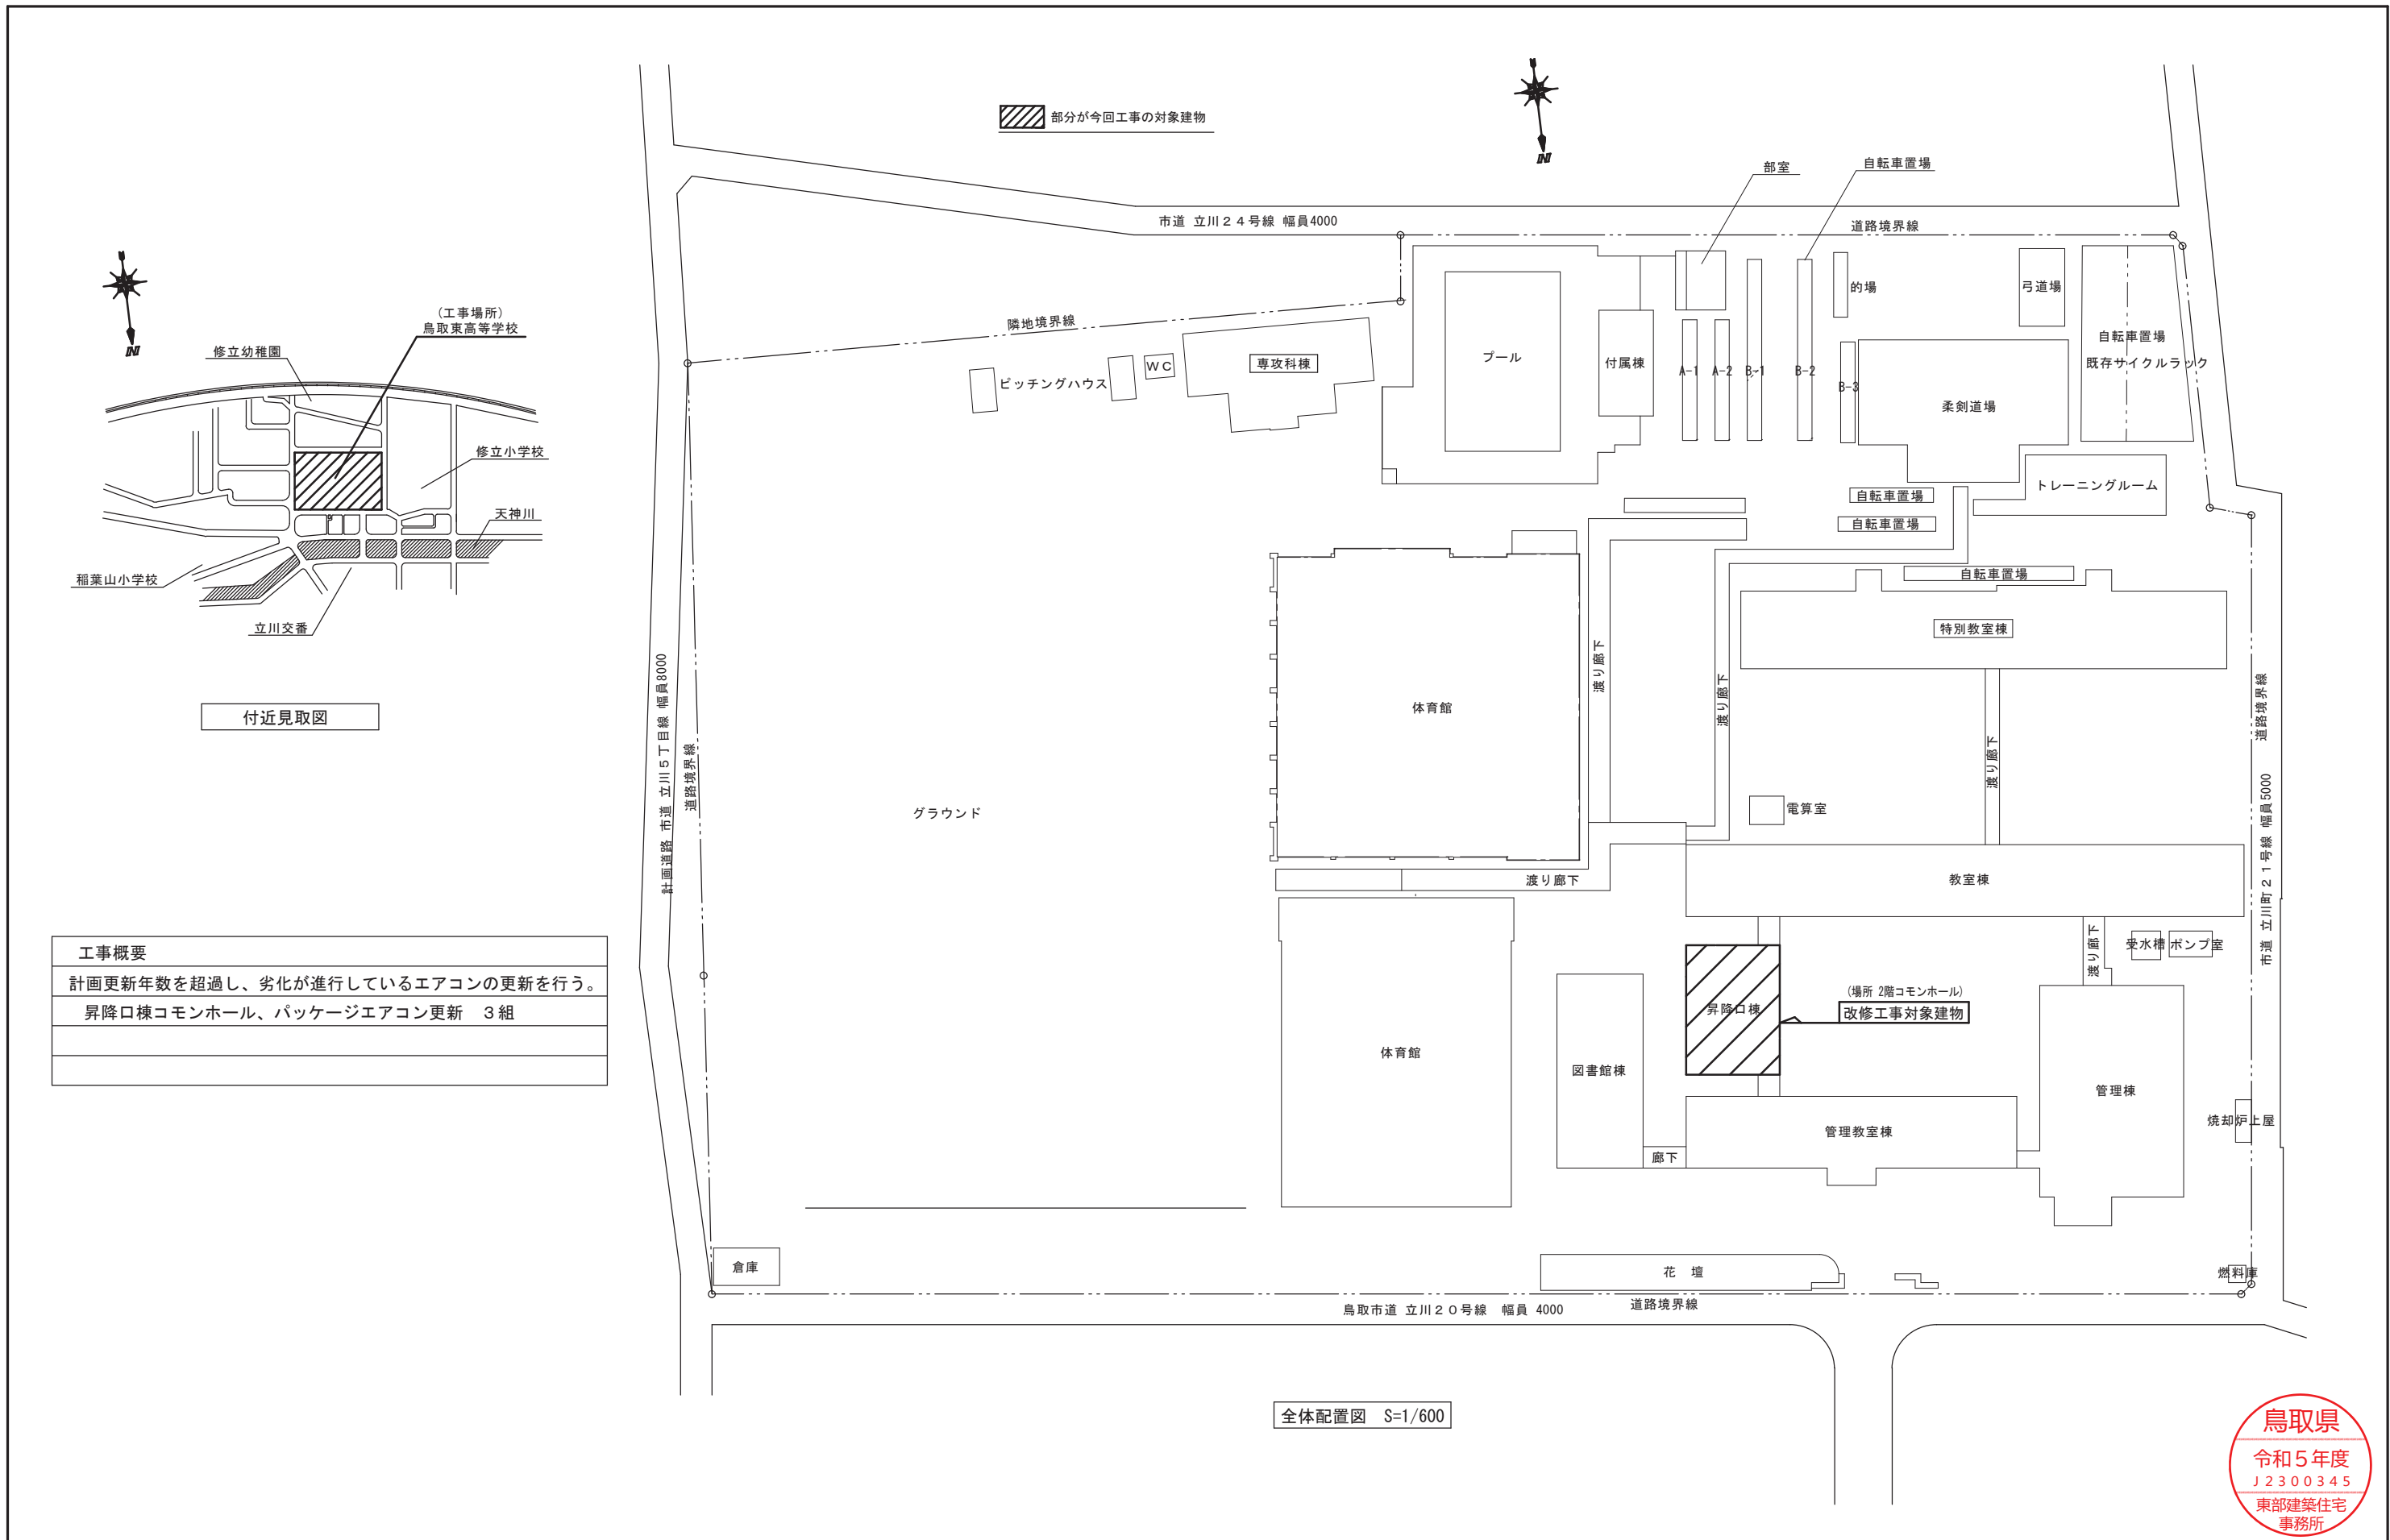 部分が今回工事の対象建物
N
部室
自転車置場
市道 立川24号線 幅員4000
道路境界線
隣地境界線
ピッチングハウス
WC
専攻科棟
プール
付属棟
A-1
A-2
B-1
B-2
B-3
的場
弓道場
自転車置場
既存サイクルラック
柔剣道場
トレーニングルーム
自転車置場
自転車置場
自転車置場
特別教室棟
渡り廊下
渡り廊下
渡り廊下
体育館
電算室
グラウンド
計画道路 市道 立川5丁目線 幅員8000
道路境界線
道路境界線
市道 立川町21号線 幅員5000
渡り廊下
教室棟
渡り廊下
受水槽
ポンプ室
昇降口棟
(場所 2階コモンホール)
改修工事対象建物
体育館
図書館棟
管理棟
管理教室棟
廊下
焼却炉上屋
倉庫
花 壇
燃料庫
鳥取市道 立川20号線 幅員 4000
道路境界線
全体配置図 S=1/600
N
(工事場所)
鳥取東高等学校
修立幼稚園
修立小学校
天神川
9
稲葉山小学校
立川交番
付近見取図
工事概要
計画更新年数を超過し、劣化が進行しているエアコンの更新を行う。
昇降口棟コモンホール、パッケージエアコン更新 3組
鳥取県
令和5年度
J2300345
東部建築住宅
事務所